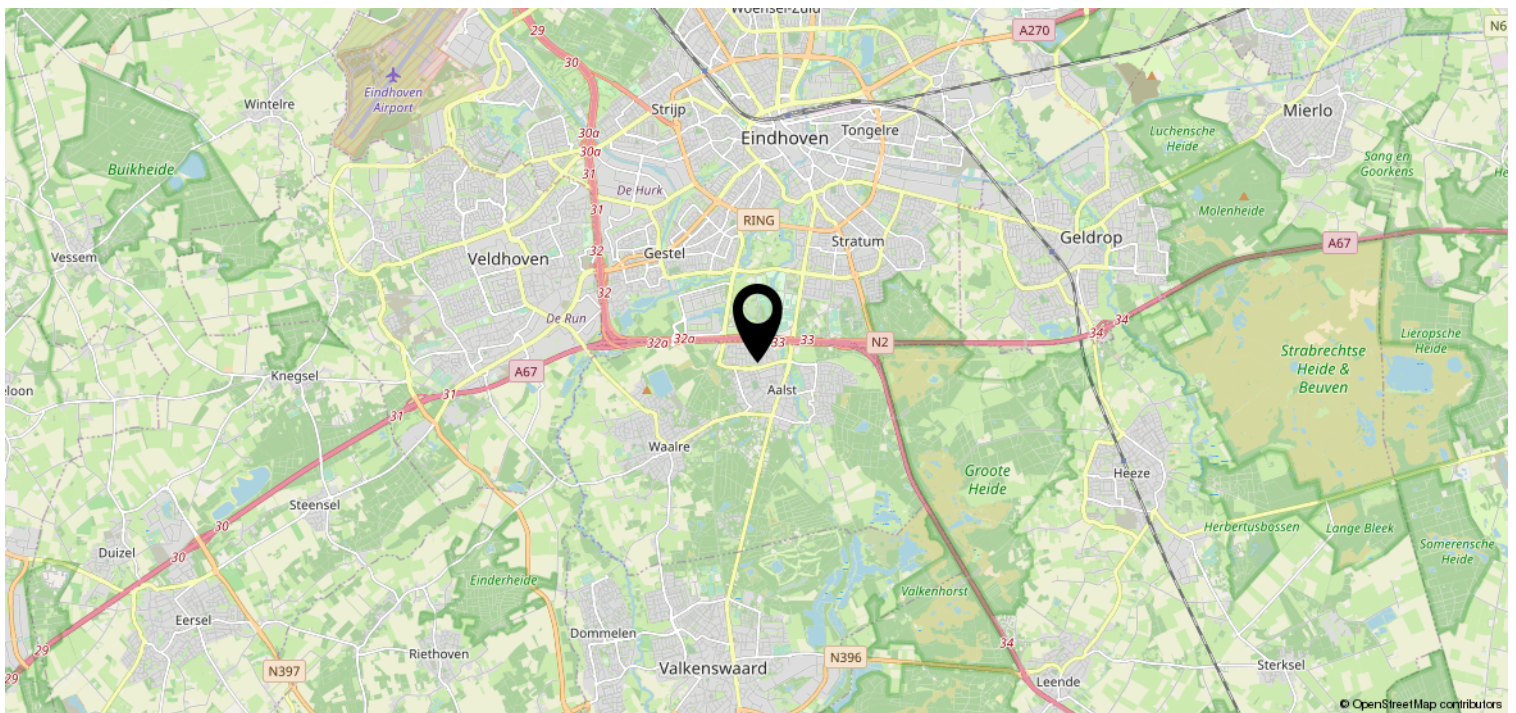 Woensel-Zuid
29
A270
N6
30
Eindhoven
Airport
Wintelre
Strijp
Mierlo
Eindhoven
Tongelre
30a
30a
Luchensche
Heide
Buikheide
31
De Hurk
Sang en
Goorkens
He
31
Molenheide
RING
Vessem
Veldhoven
32
Gestel
Stratum
Geldrop
A67
32
De Run
34
34
32a
32a
33
33
N2
Lieropsche
Heide
Strabrechtse
Heide &
Beuven
Knegsel
A67
eloon
31
31
Aalst
Waalre
Groote
Heide
Heeze
Steensel
30
Herbertusbossen
Lange Bleek
Duizel
30
Somerensche
Heide
Einderheide
Valkenhorst
Eersel
Dommelen
29
Riethoven
34
N397
Valkenswaard
N396
Sterksel
29
Leende
© OpenStreetMap contributors